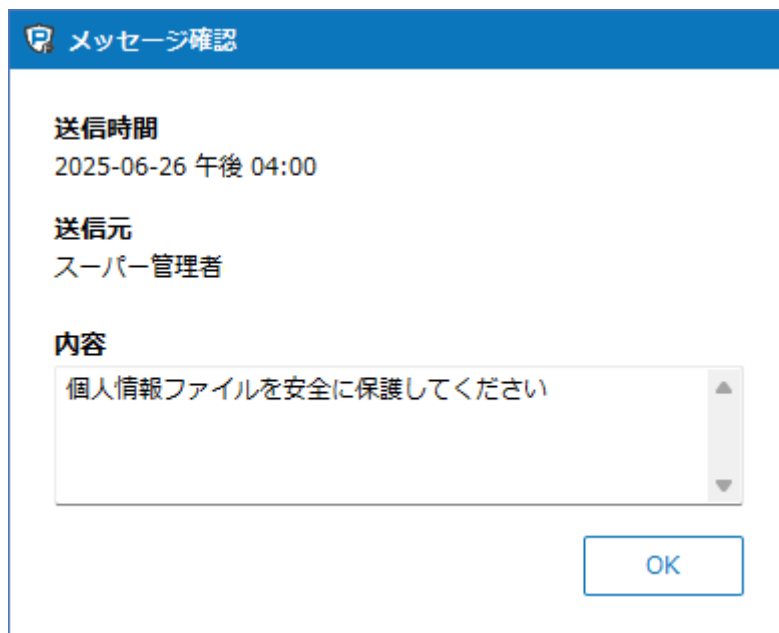 メッセージ確認
送信時間
2025-06-26 午後 04:00
送信元
スーパー管理者
内容
個人情報ファイルを安全に保護してください
OK